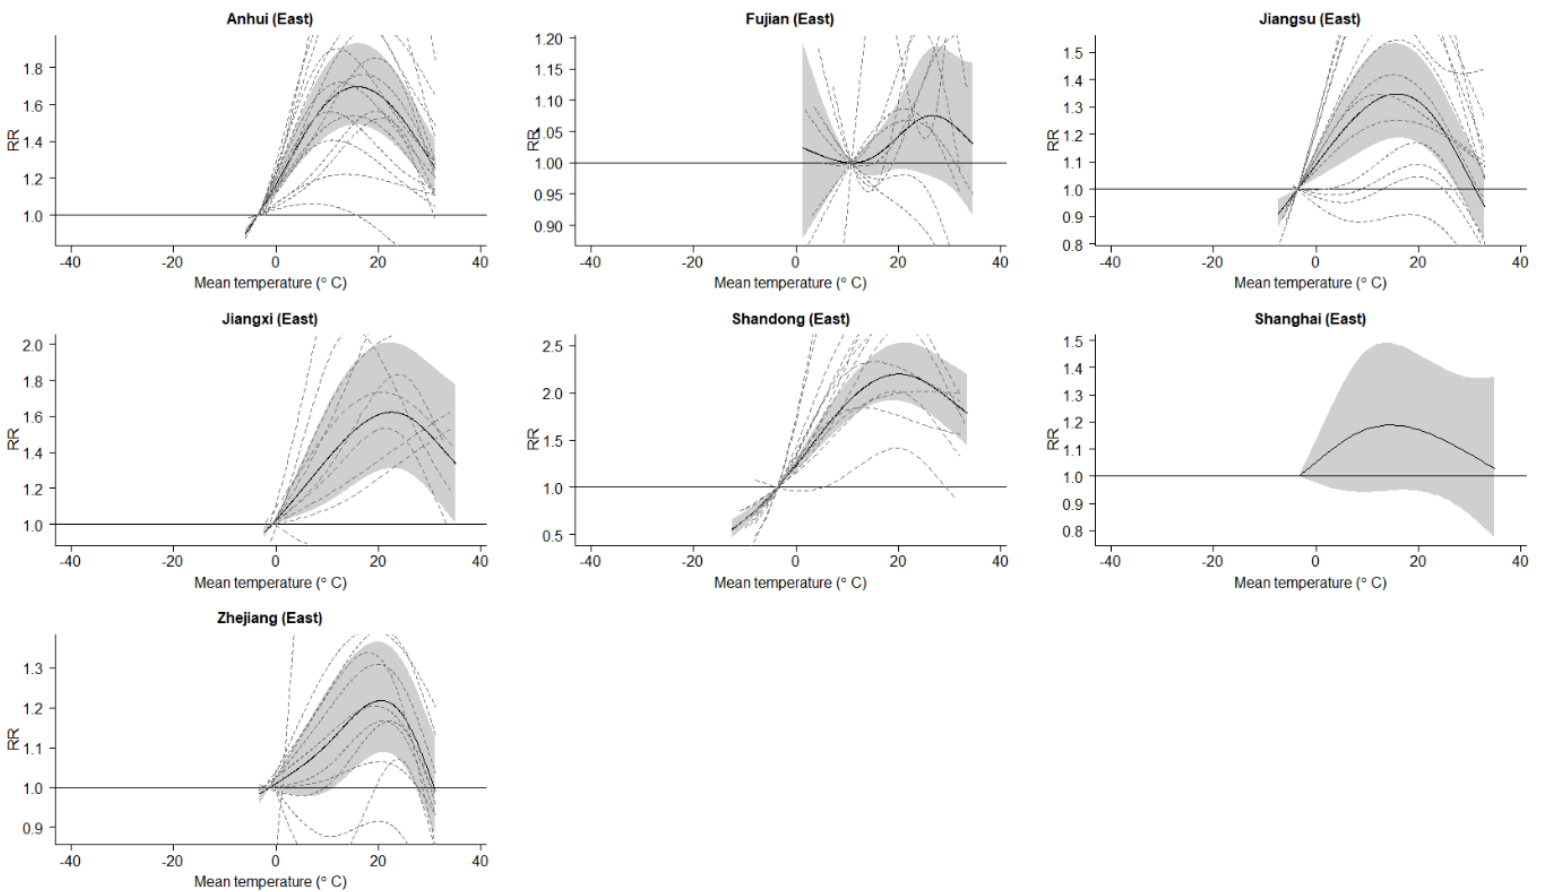 Anhui (East)
RR
1.8
1.6
1.4
1.2
1.0
-40 -20 0 20 40
Mean temperature (° C)
Fujian (East)
RR
1.20
1.15
1.10
1.05
1.00
0.95
0.90
-40 -20 0 20 40
Mean temperature (° C)
Jiangsu (East)
RR
1.5
1.4
1.3
1.2
1.1
1.0
0.9
0.8
-40 -20 0 20 40
Mean temperature (° C)
Jiangxi (East)
RR
2.0
1.8
1.6
1.4
1.2
1.0
-40 -20 0 20 40
Mean temperature (° C)
Shandong (East)
RR
2.5
2.0
1.5
1.0
0.5
-40 -20 0 20 40
Mean temperature (° C)
Shanghai (East)
RR
1.5
1.4
1.3
1.2
1.1
1.0
0.9
0.8
-40 -20 0 20 40
Mean temperature (° C)
Zhejiang (East)
RR
1.3
1.2
1.1
1.0
0.9
-40 -20 0 20 40
Mean temperature (° C)